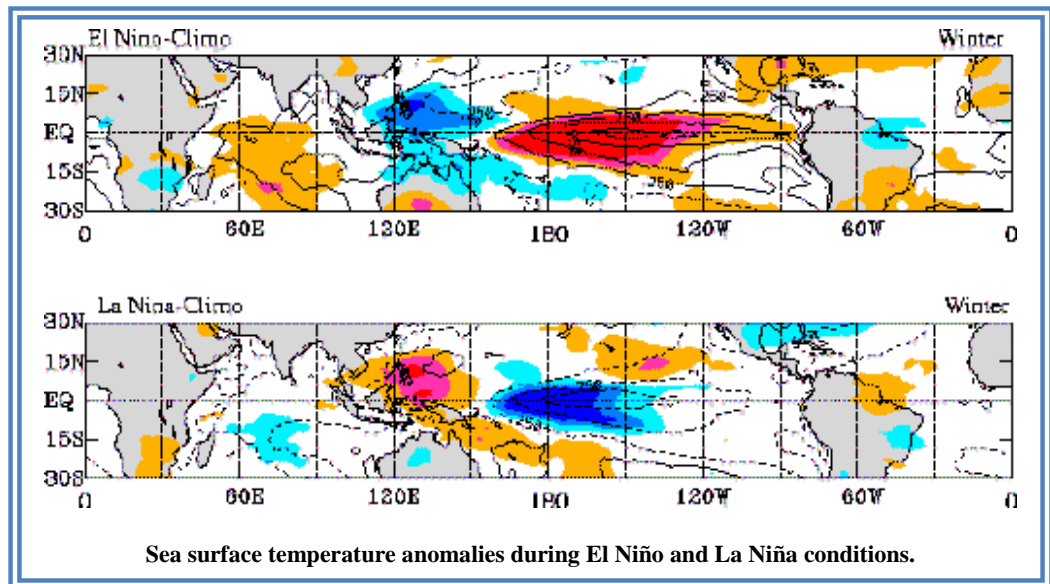 El Nino-Climo Winter
30N
15N
EQ
15S
30S
0 60E 120E 180 120W 60W 0
La Nina-Climo Winter
30N
15N
EQ
15S
30S
0 60E 120E 180 120W 60W 0
Sea surface temperature anomalies during El Niño and La Niña conditions.